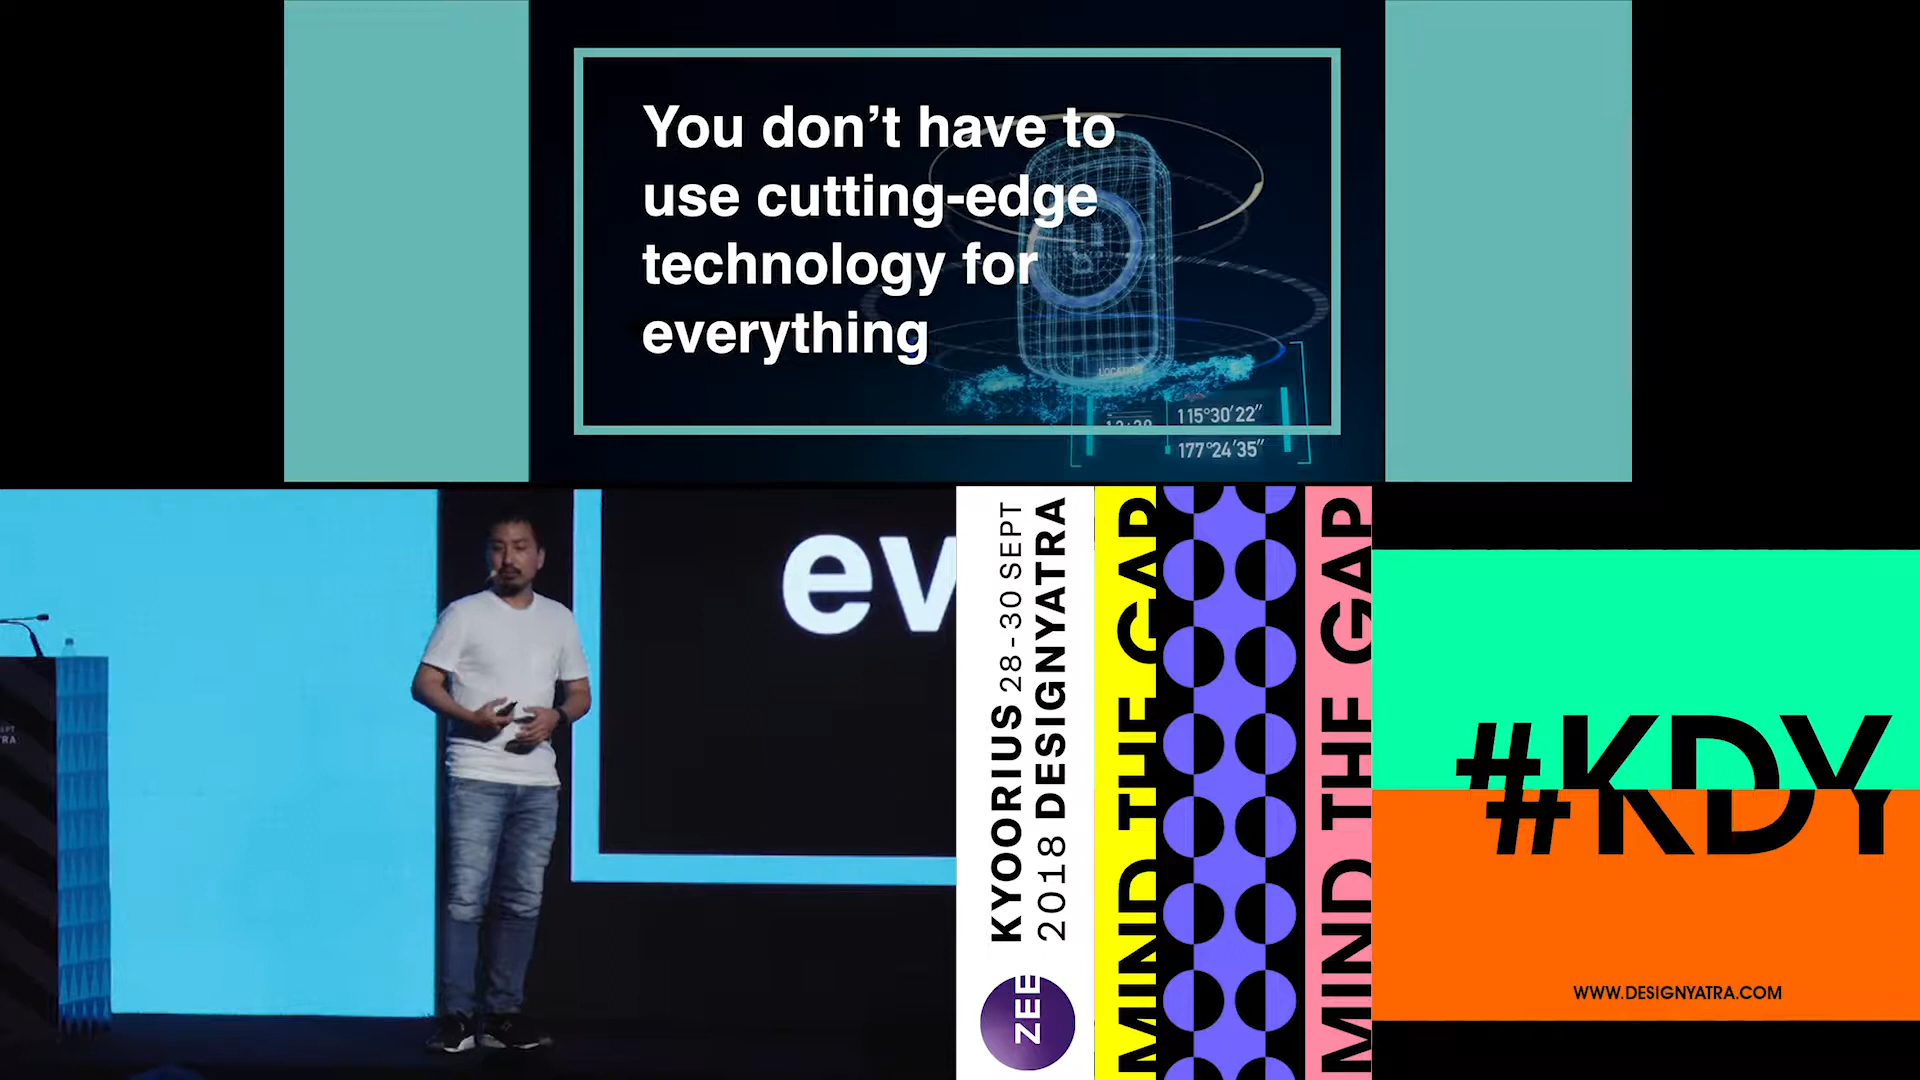 You don’t have to
use cutting-edge
technology for
everything
LOCATION
115°30′22″
177°24′35″
ev
KYOORIUS 28-30 SEPT
2018 DESIGNYATRA
ZEE
MIND THE GAP
MIND THE GAP
#KDY
WWW.DESIGNYATRA.COM